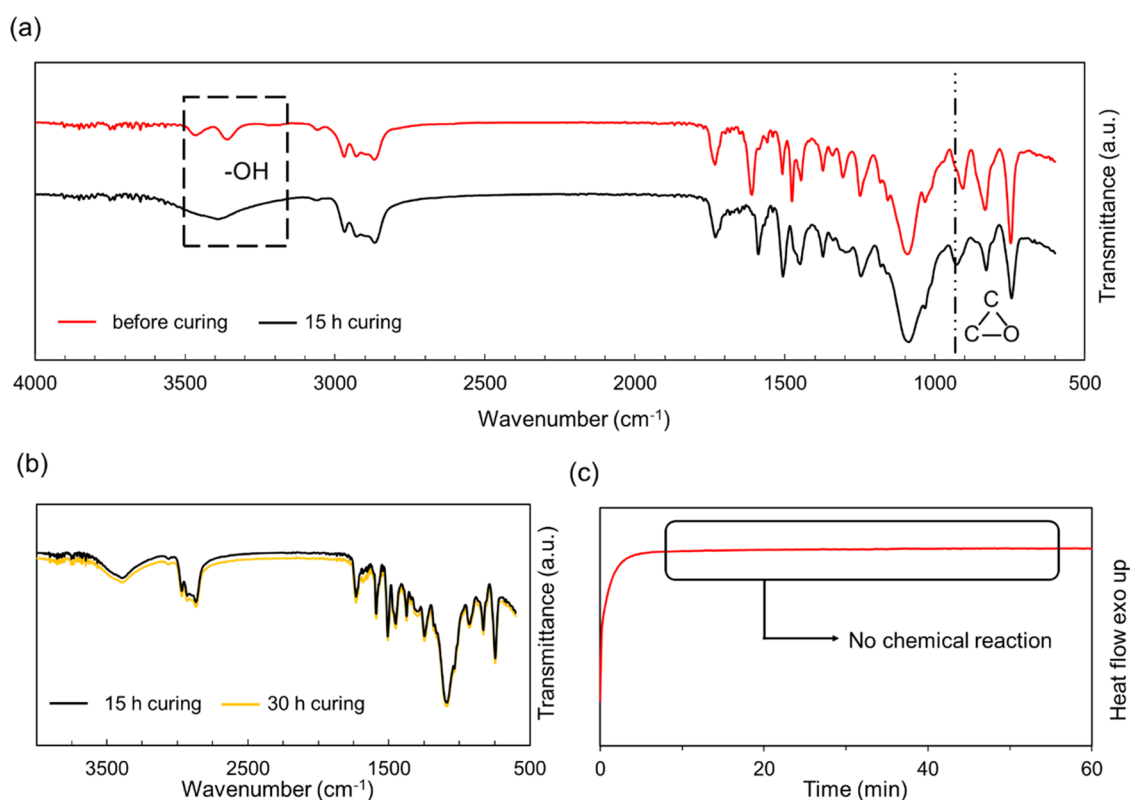 (a)
-OH
before curing
15 h curing
C
C
O
Transmittance (a.u.)
4000
3500
3000
2500
2000
1500
1000
500
Wavenumber (cm⁻¹)
(b)
15 h curing
30 h curing
Transmittance (a.u.)
3500
2500
1500
500
Wavenumber (cm⁻¹)
(c)
No chemical reaction
Heat flow exo up
0
20
40
60
Time (min)